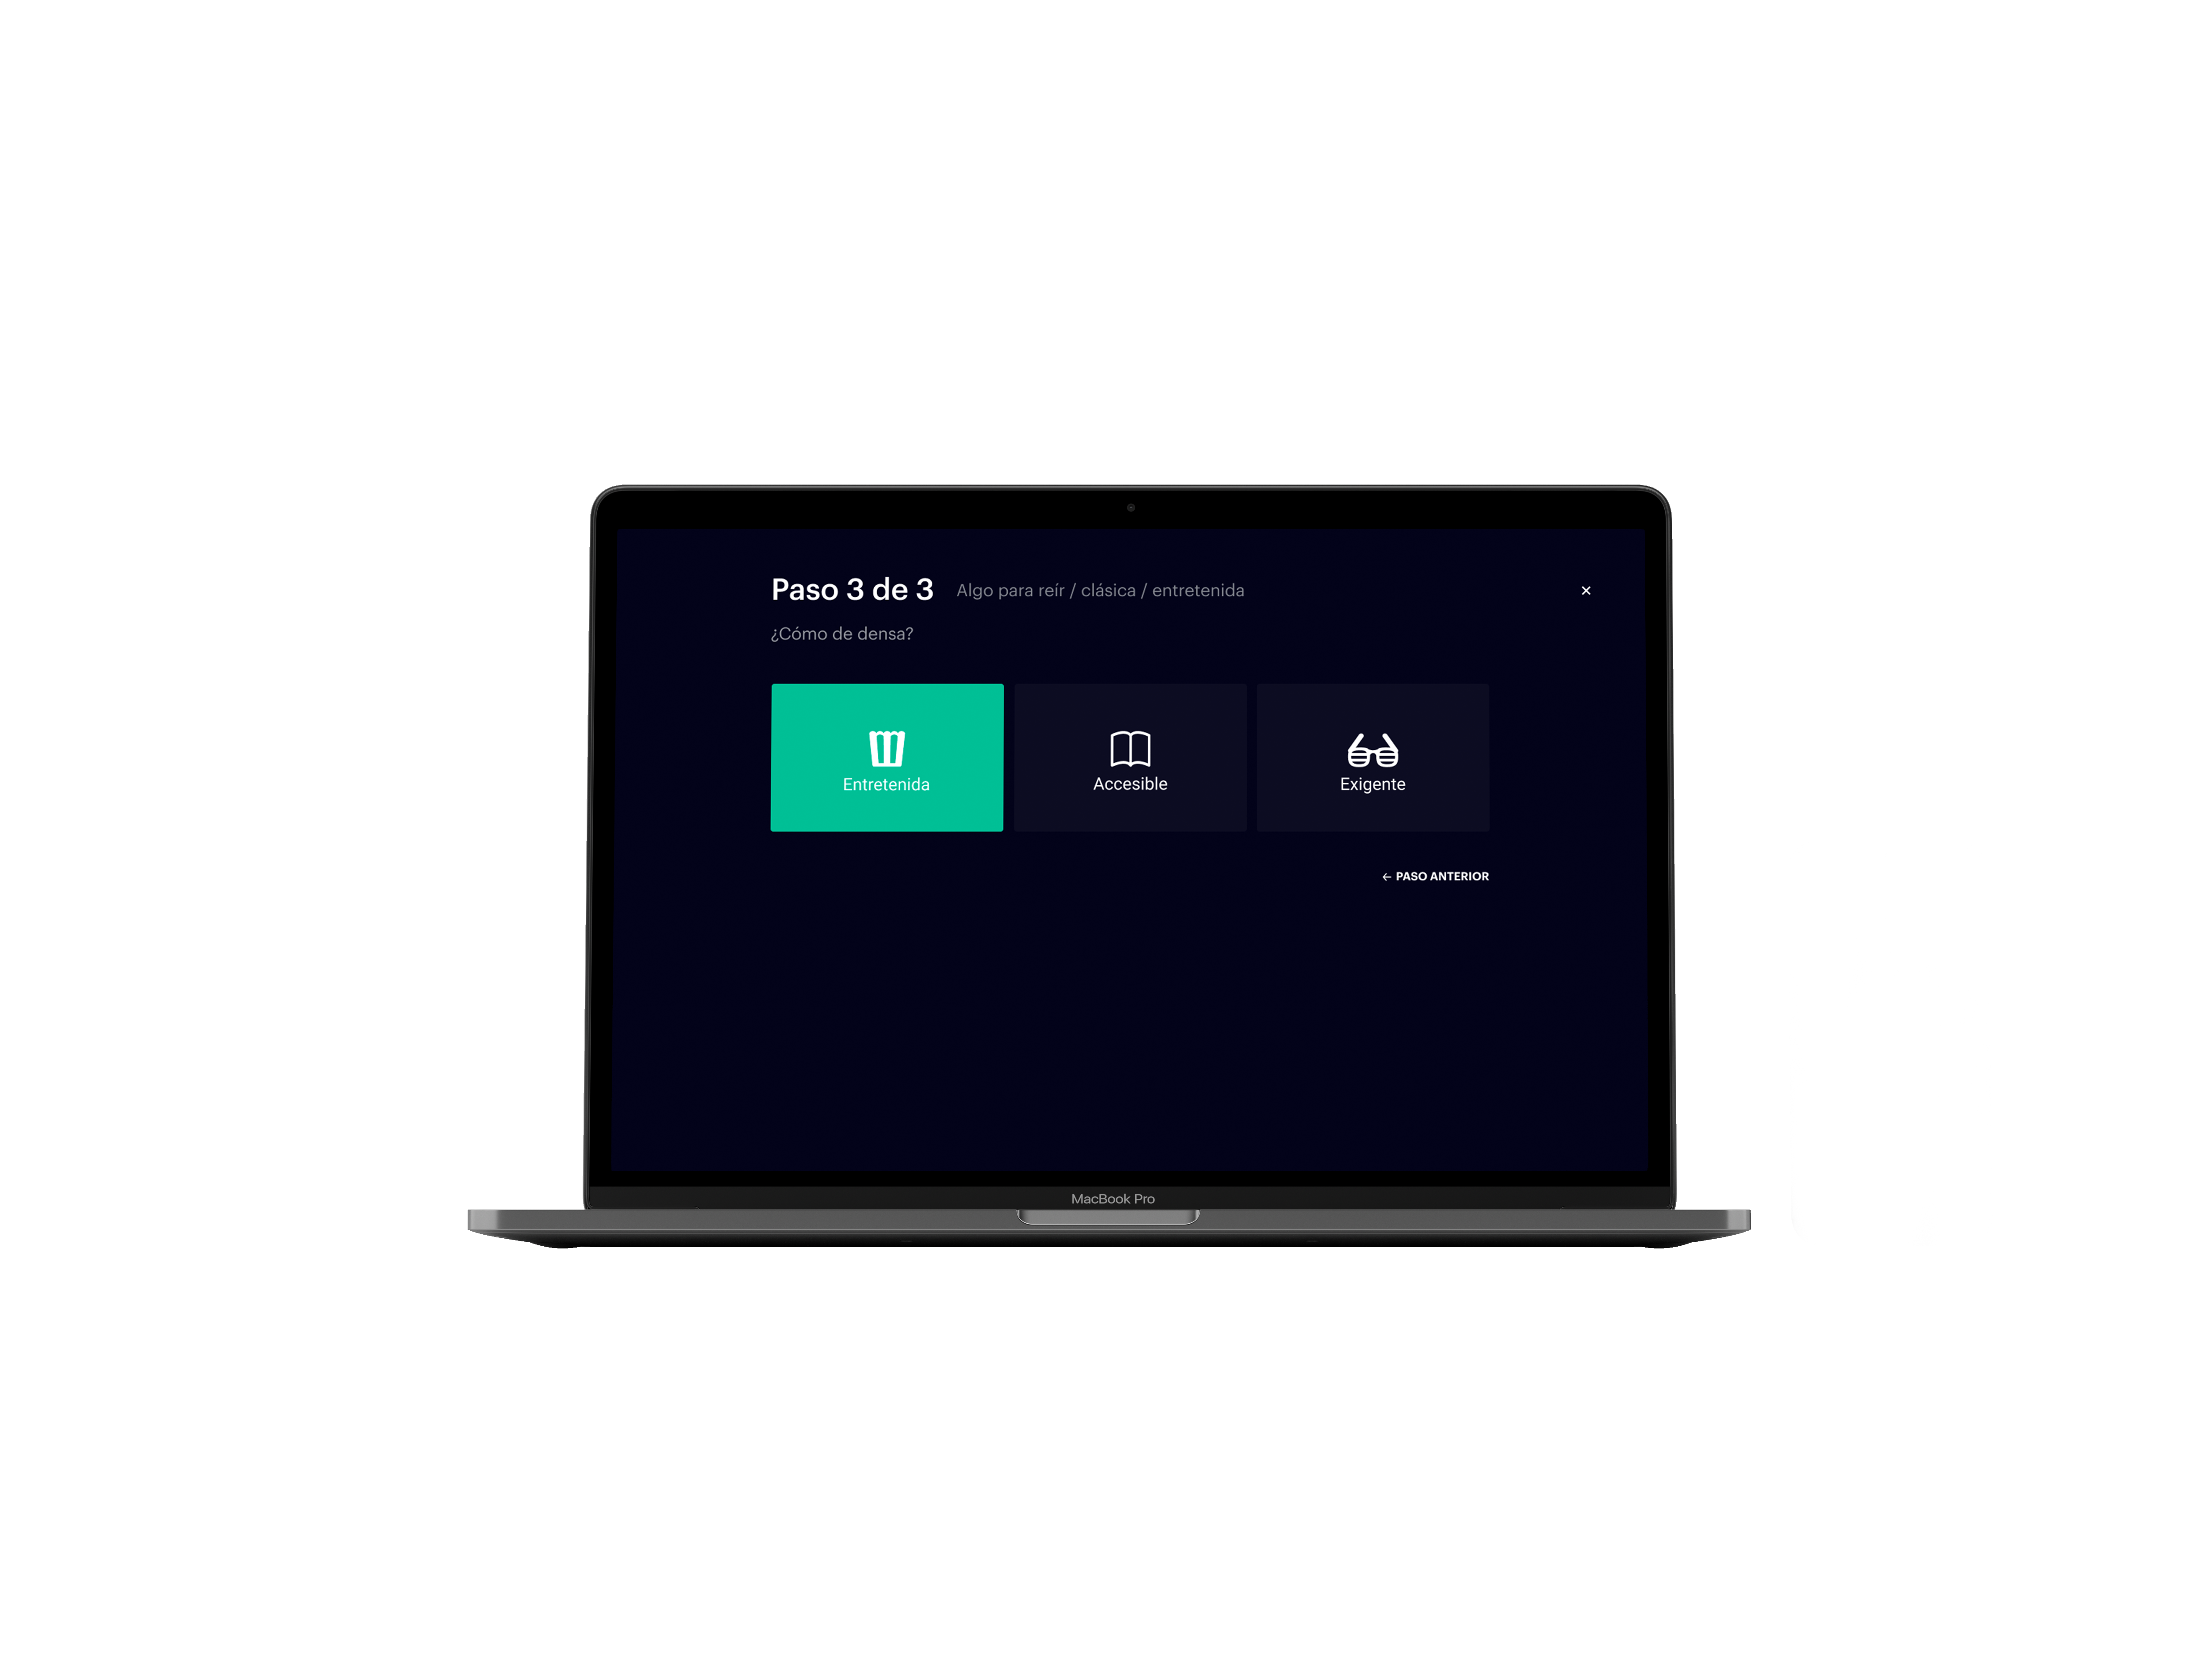 Paso 3 de 3 Algo para reír / clásica / entretenida ×
¿Cómo de densa?
Entretenida Accesible Exigente
← PASO ANTERIOR
MacBook Pro